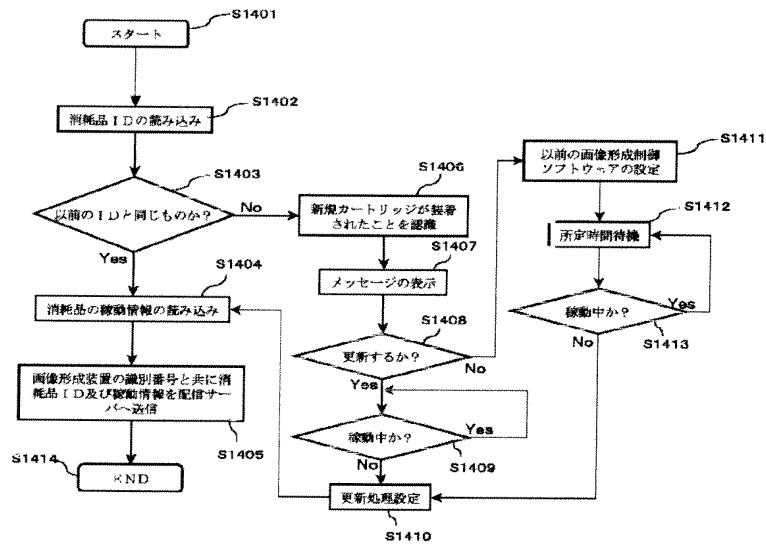 スタート
S1401
消耗品IDの読み込み
S1402
以前のIDと同じものか?
S1403
Yes
No
消耗品の稼動情報の読み込み
S1404
画像形成装置の識別番号と共に消
耗品ID及び稼動情報を配信サー
バへ送信
S1405
END
S1414
新規カートリッジが装着
されたことを認識
S1406
メッセージの表示
S1407
更新するか?
S1408
Yes
No
稼動中か?
S1409
Yes
No
更新処理設定
S1410
以前の画像形成制御
ソフトウェアの設定
S1411
所定時間待機
S1412
稼動中か?
S1413
Yes
No